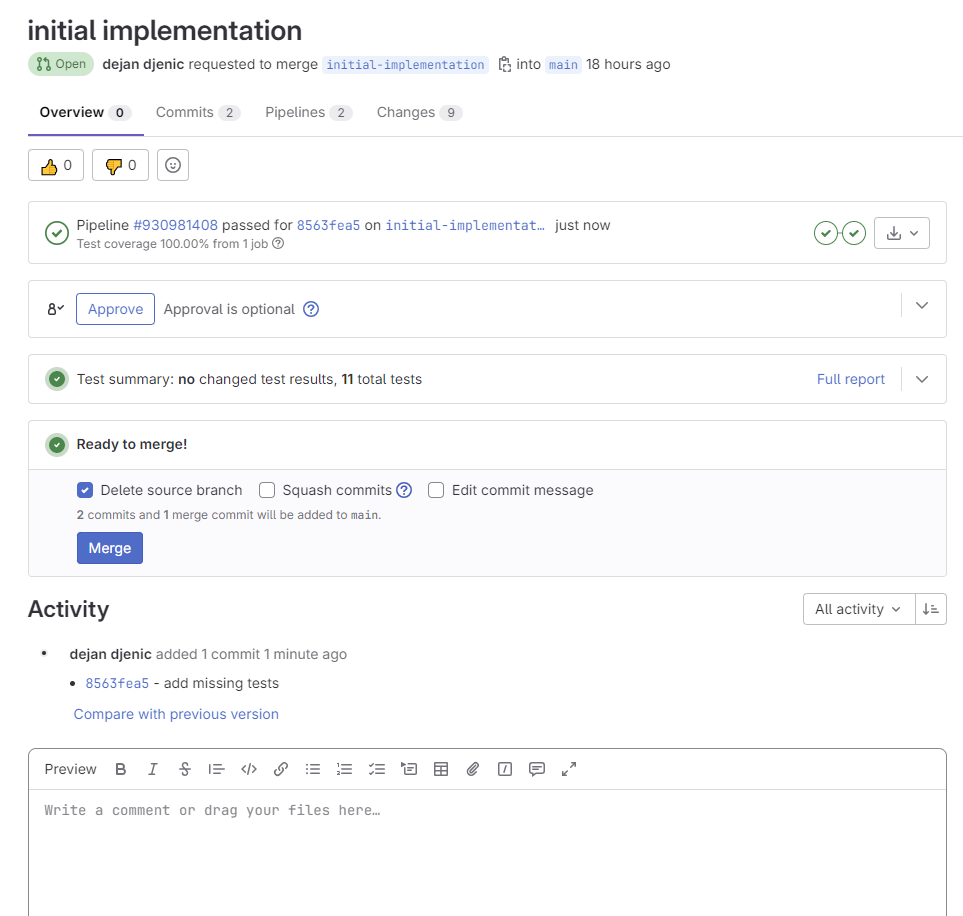 initial implementation
Open dejan djenic requested to merge initial-implementation into main 18 hours ago
Overview 0 Commits 2 Pipelines 2 Changes 9
0 0
Pipeline #930981408 passed for 8563fea5 on initial-implementat… just now
Test coverage 100.00% from 1 job
Approve Approval is optional
Test summary: no changed test results, 11 total tests Full report
Ready to merge!
Delete source branch Squash commits Edit commit message
2 commits and 1 merge commit will be added to main.
Merge
Activity All activity
dejan djenic added 1 commit 1 minute ago
8563fea5 - add missing tests
Compare with previous version
Preview
Write a comment or drag your files here…